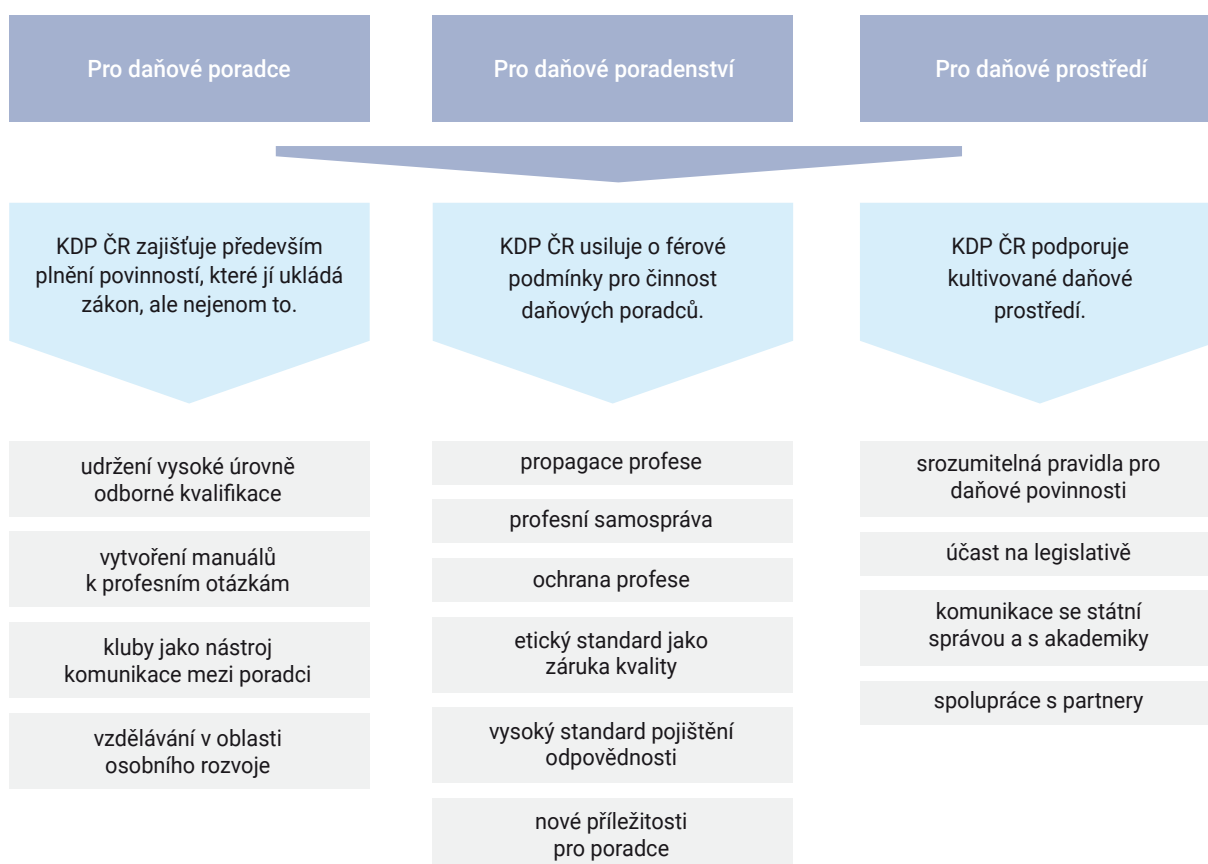 Pro daňové poradce
Pro daňové poradenství
Pro daňové prostředí
KDP ČR zajišťuje především
plnění povinností, které jí ukládá
zákon, ale nejenom to.
KDP ČR usiluje o férové
podmínky pro činnost
daňových poradců.
KDP ČR podporuje
kultivované daňové
prostředí.
udržení vysoké úrovně
odborné kvalifikace
vytvoření manuálů
k profesním otázkám
kluby jako nástroj
komunikace mezi poradci
vzdělávání v oblasti
osobního rozvoje
propagace profese
profesní samospráva
ochrana profese
etický standard jako
záruka kvality
vysoký standard pojištění
odpovědnosti
nové příležitosti
pro poradce
srozumitelná pravidla pro
daňové povinnosti
účast na legislativě
komunikace se státní
správou a s akademiky
spolupráce s partnery